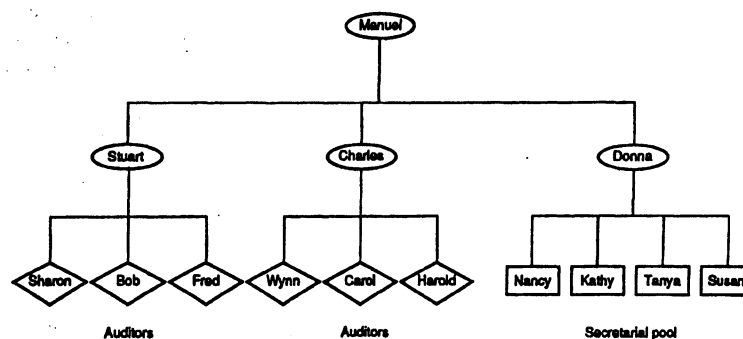 Manuel
Stuart Charles Donna
Sharon Bob Fred Wynn Carol Harold Nancy Kathy Tanya Susan
Auditors Auditors Secretarial pool